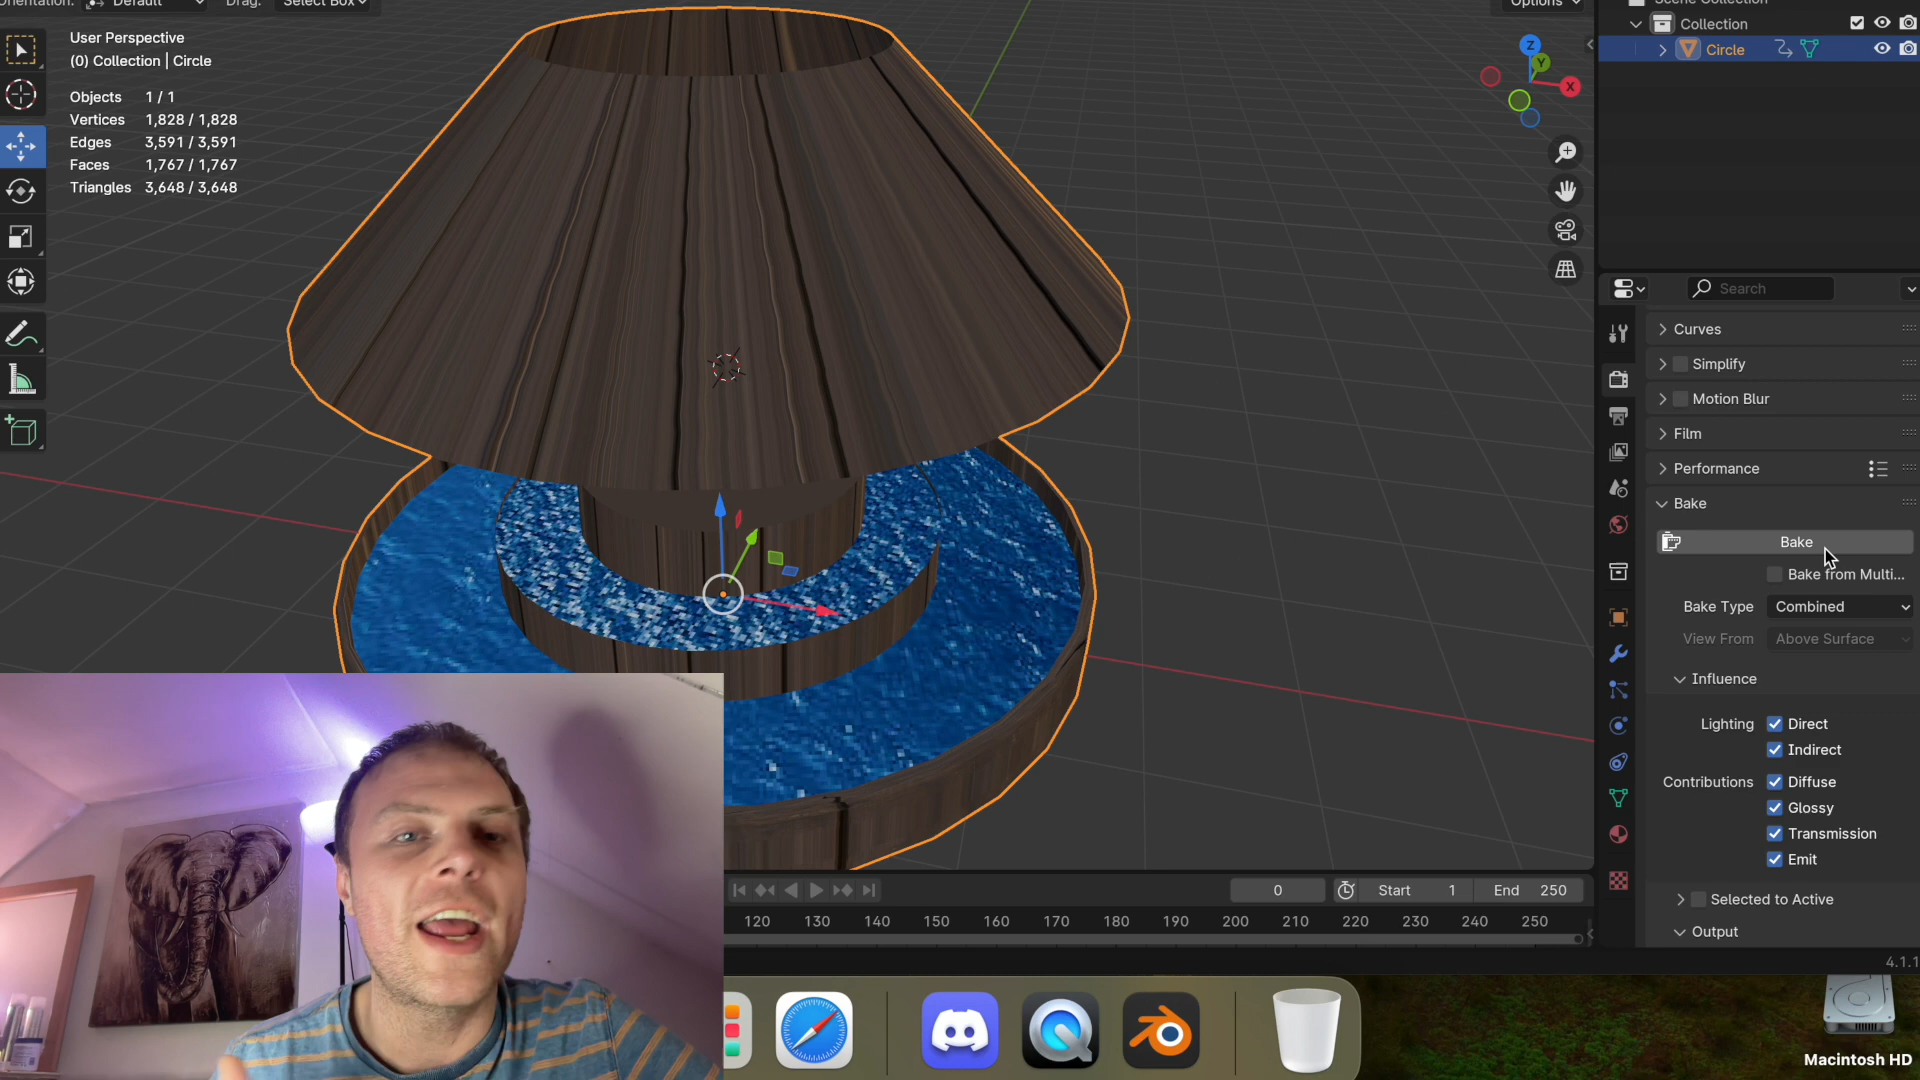 Orientation: Default Drag: Select Box
Options
User Perspective
(0) Collection | Circle
Objects 1 / 1
Vertices 1,828 / 1,828
Edges 3,591 / 3,591
Faces 1,767 / 1,767
Triangles 3,648 / 3,648
Z
Y
X
Scene Collection
Collection
Circle
Search
Curves
Simplify
Motion Blur
Film
Performance
Bake
Bake
Bake from Multi...
Bake Type Combined
View From Above Surface
Influence
Lighting Direct
Indirect
Contributions Diffuse
Glossy
Transmission
Emit
Selected to Active
Output
0 Start 1 End 250
120 130 140 150 160 170 180 190 200 210 220 230 240 250
4.1.1
Macintosh HD